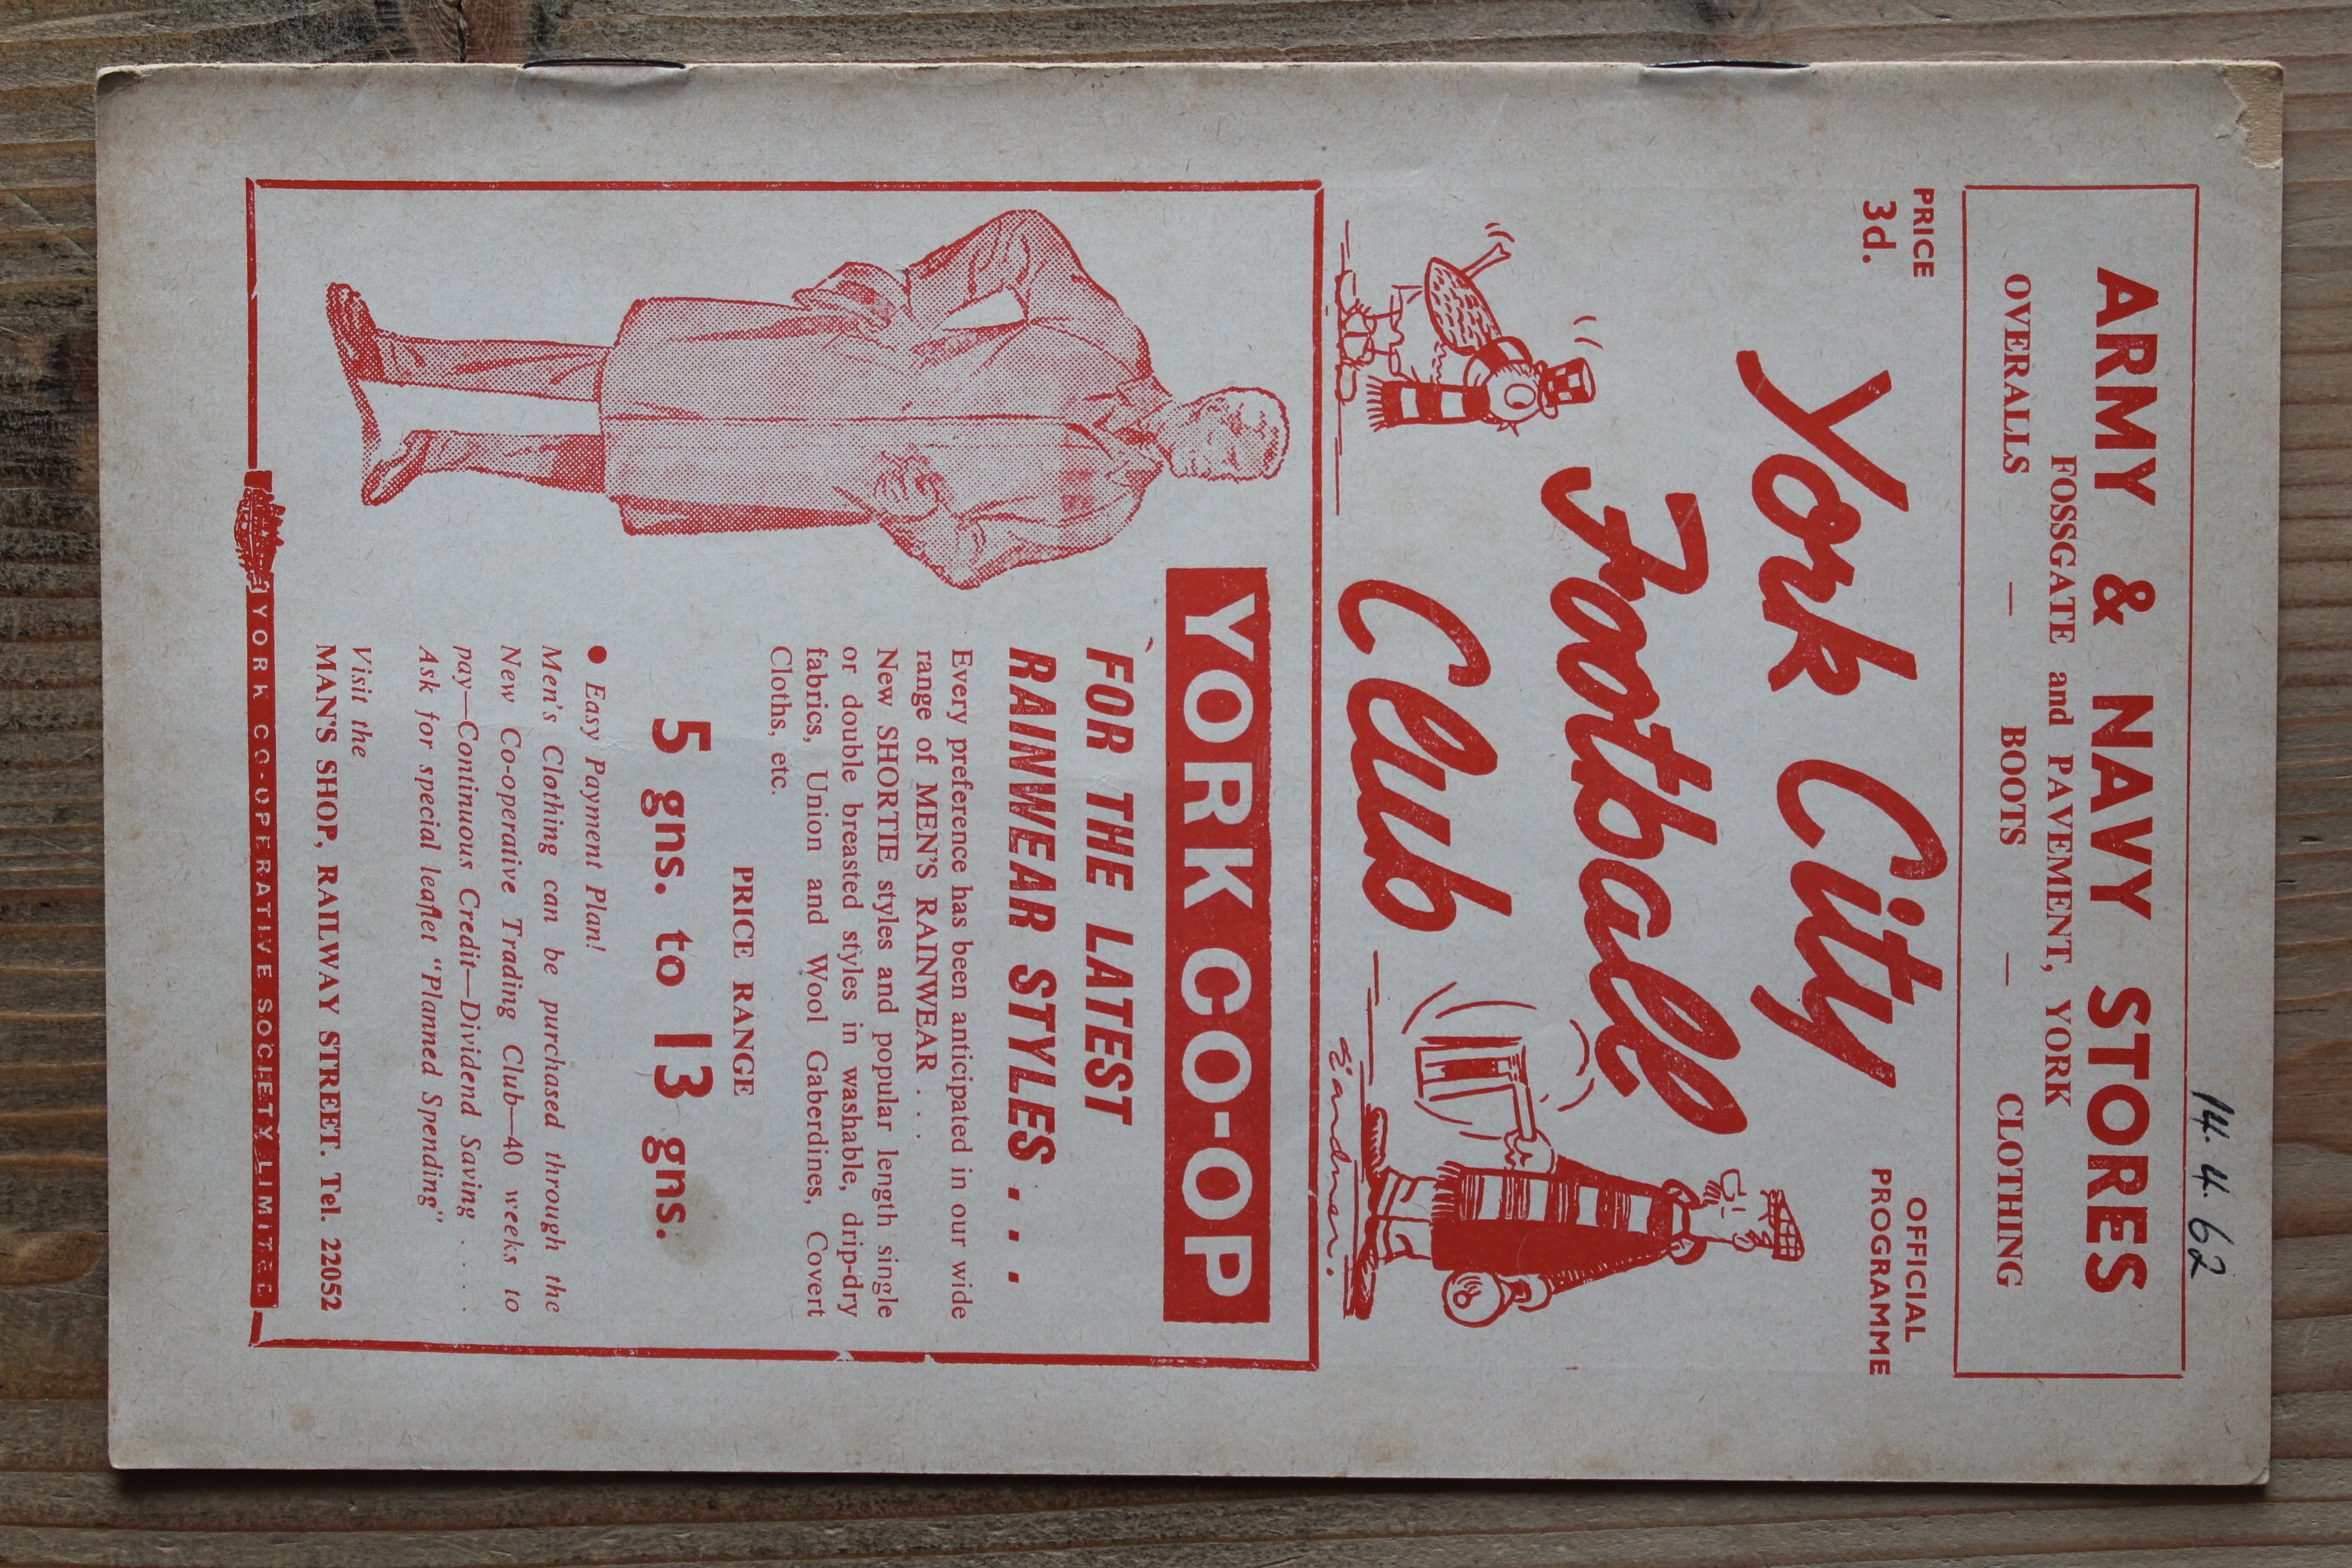 14.4.62
ARMY & NAVY STORES
FOSSGATE and PAVEMENT, YORK
OVERALLS — BOOTS — CLOTHING
PRICE
3d.
OFFICIAL
PROGRAMME
York City
Football
Club
Sandner.
YORK CO-OP
FOR THE LATEST
RAINWEAR STYLES . . .
Every preference has been anticipated in our wide
range of MEN'S RAINWEAR . . .
New SHORTIE styles and popular length single
or double breasted styles in washable, drip-dry
fabrics, Union and Wool Gaberdines, Covert
Cloths, etc.
PRICE RANGE
5 gns. to 13 gns.
● Easy Payment Plan!
Men's Clothing can be purchased through the
New Co-operative Trading Club—40 weeks to
pay—Continuous Credit—Dividend Saving . . . .
Ask for special leaflet "Planned Spending"
Visit the
MAN'S SHOP, RAILWAY STREET. Tel. 22052
YORK CO-OPERATIVE SOCIETY LIMITED